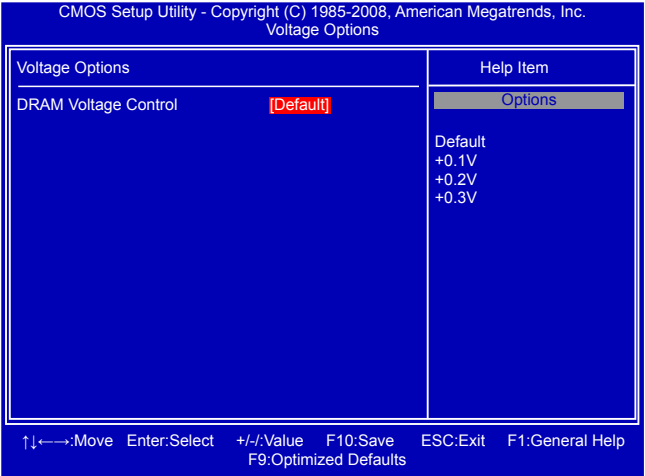 CMOS Setup Utility - Copyright (C) 1985-2008, American Megatrends, Inc.
Voltage Options
Voltage Options
Help Item
DRAM Voltage Control [Default]
Options
Default
+0.1V
+0.2V
+0.3V
↑↓←→:Move Enter:Select +/-/:Value F10:Save ESC:Exit F1:General Help
F9:Optimized Defaults